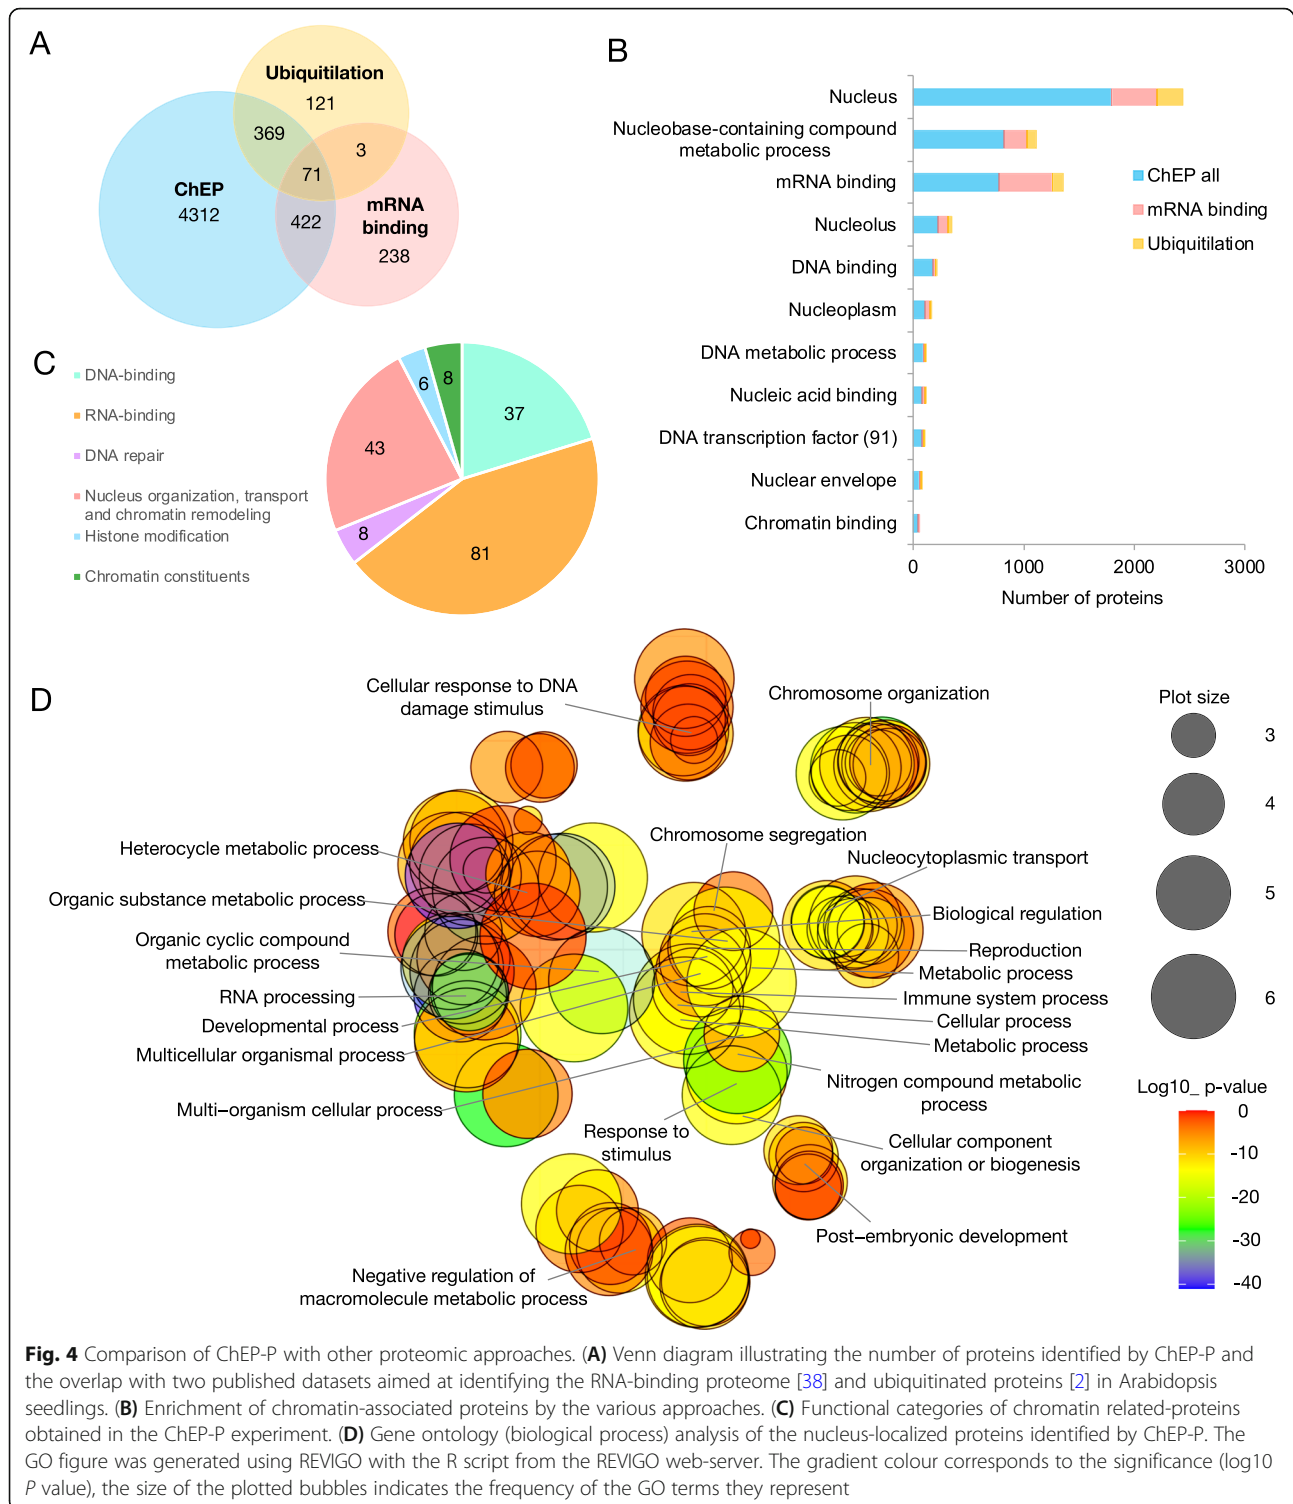 A
Ubiquitilation
121
369
3
71
ChEP
4312
422
mRNA
binding
238
B
Nucleus
Nucleobase-containing compound
metabolic process
mRNA binding
Nucleolus
DNA binding
Nucleoplasm
DNA metabolic process
Nucleic acid binding
DNA transcription factor (91)
Nuclear envelope
Chromatin binding
0
1000
2000
3000
Number of proteins
ChEP all
mRNA binding
Ubiquitilation
C
DNA-binding
RNA-binding
DNA repair
Nucleus organization, transport
and chromatin remodeling
Histone modification
Chromatin constituents
6
8
37
43
8
81
D
Cellular response to DNA
damage stimulus
Chromosome organization
Chromosome segregation
Heterocycle metabolic process
Nucleocytoplasmic transport
Organic substance metabolic process
Biological regulation
Organic cyclic compound
metabolic process
Reproduction
Metabolic process
RNA processing
Immune system process
Developmental process
Cellular process
Multicellular organismal process
Metabolic process
Nitrogen compound metabolic
process
Multi−organism cellular process
Response to
stimulus
Cellular component
organization or biogenesis
Post−embryonic development
Negative regulation of
macromolecule metabolic process
Plot size
3
4
5
6
Log10_ p-value
0
-10
-20
-30
-40
Fig. 4 Comparison of ChEP-P with other proteomic approaches. (A) Venn diagram illustrating the number of proteins identified by ChEP-P and
the overlap with two published datasets aimed at identifying the RNA-binding proteome [38] and ubiquitinated proteins [2] in Arabidopsis
seedlings. (B) Enrichment of chromatin-associated proteins by the various approaches. (C) Functional categories of chromatin related-proteins
obtained in the ChEP-P experiment. (D) Gene ontology (biological process) analysis of the nucleus-localized proteins identified by ChEP-P. The
GO figure was generated using REVIGO with the R script from the REVIGO web-server. The gradient colour corresponds to the significance (log10
P value), the size of the plotted bubbles indicates the frequency of the GO terms they represent